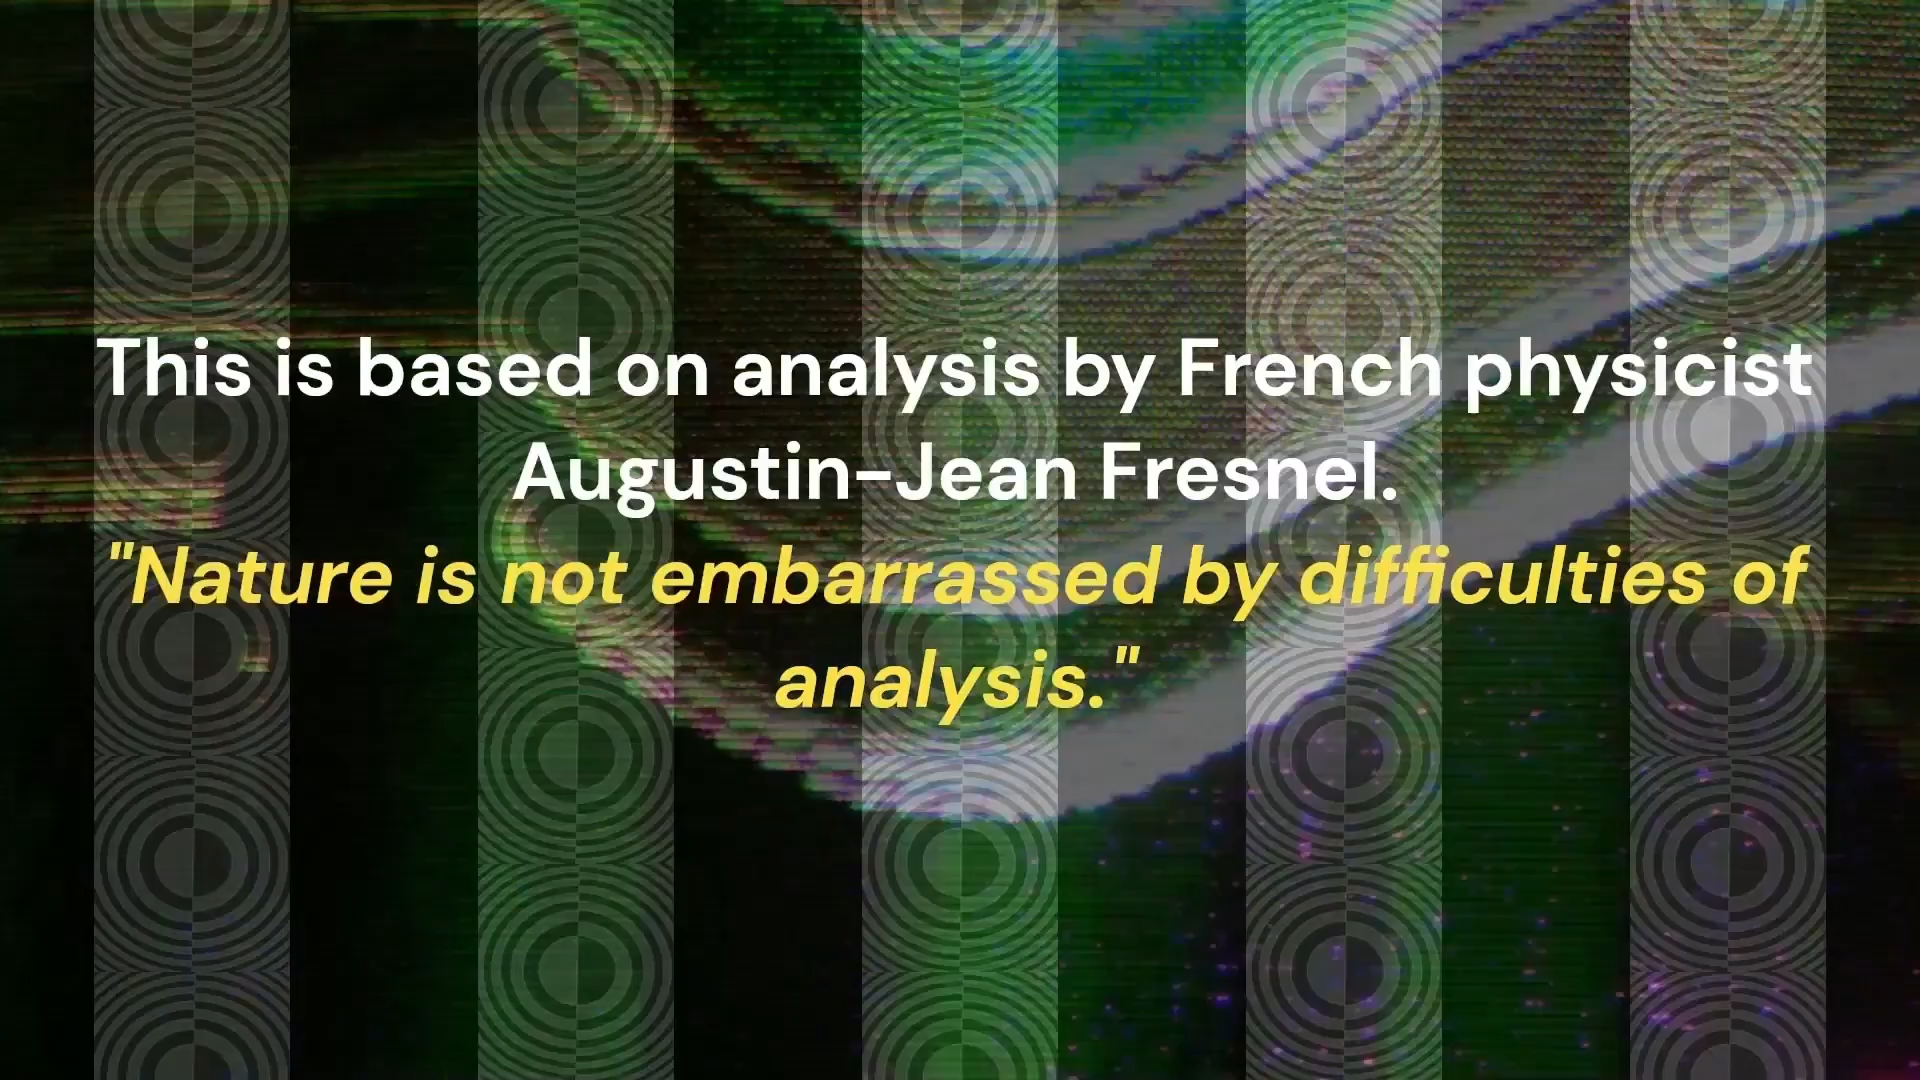 This is based on analysis by French physicist
Augustin-Jean Fresnel.
"Nature is not embarrassed by difficulties of
analysis."